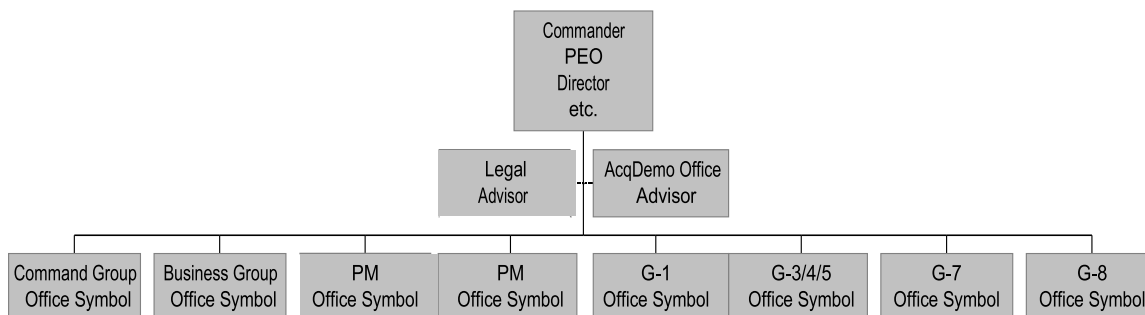 Commander
PEO
Director
etc.
Legal
Advisor
AcqDemo Office
Advisor
Command Group
Office Symbol
Business Group
Office Symbol
PM
Office Symbol
PM
Office Symbol
G-1
Office Symbol
G-3/4/5
Office Symbol
G-7
Office Symbol
G-8
Office Symbol